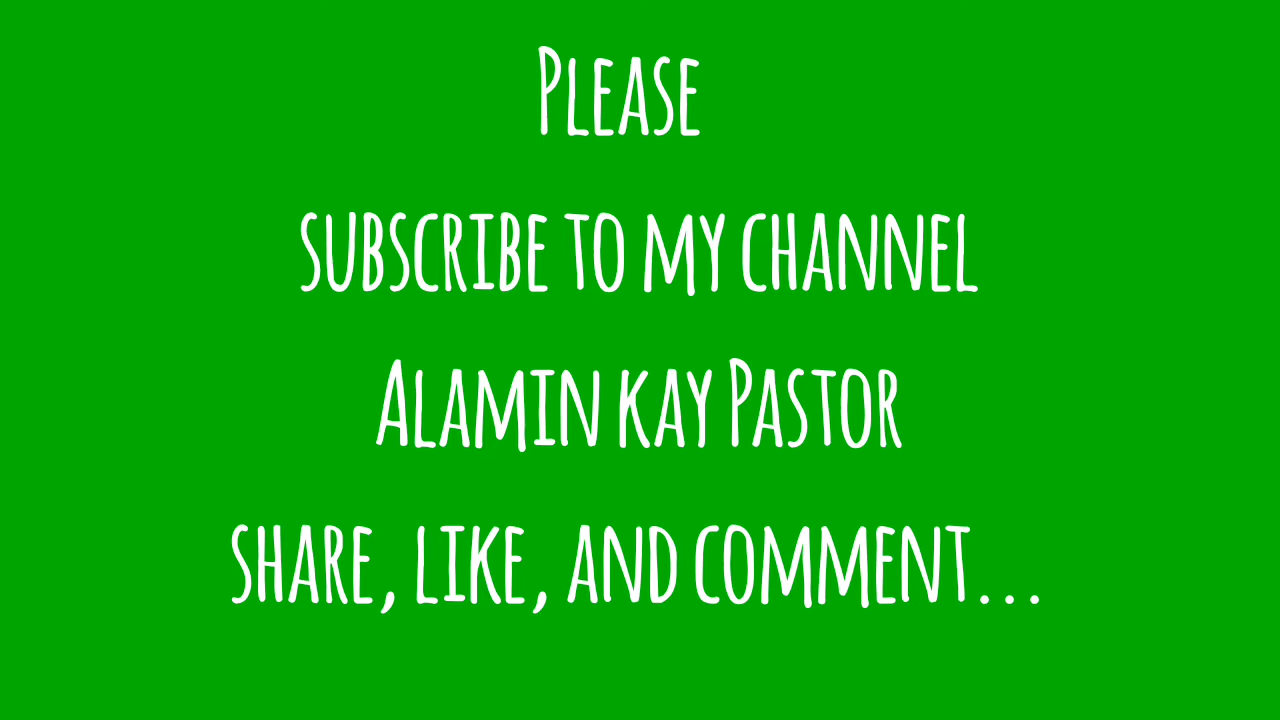 Please
subscribe to my channel
Alamin kay Pastor
share, like, and comment...